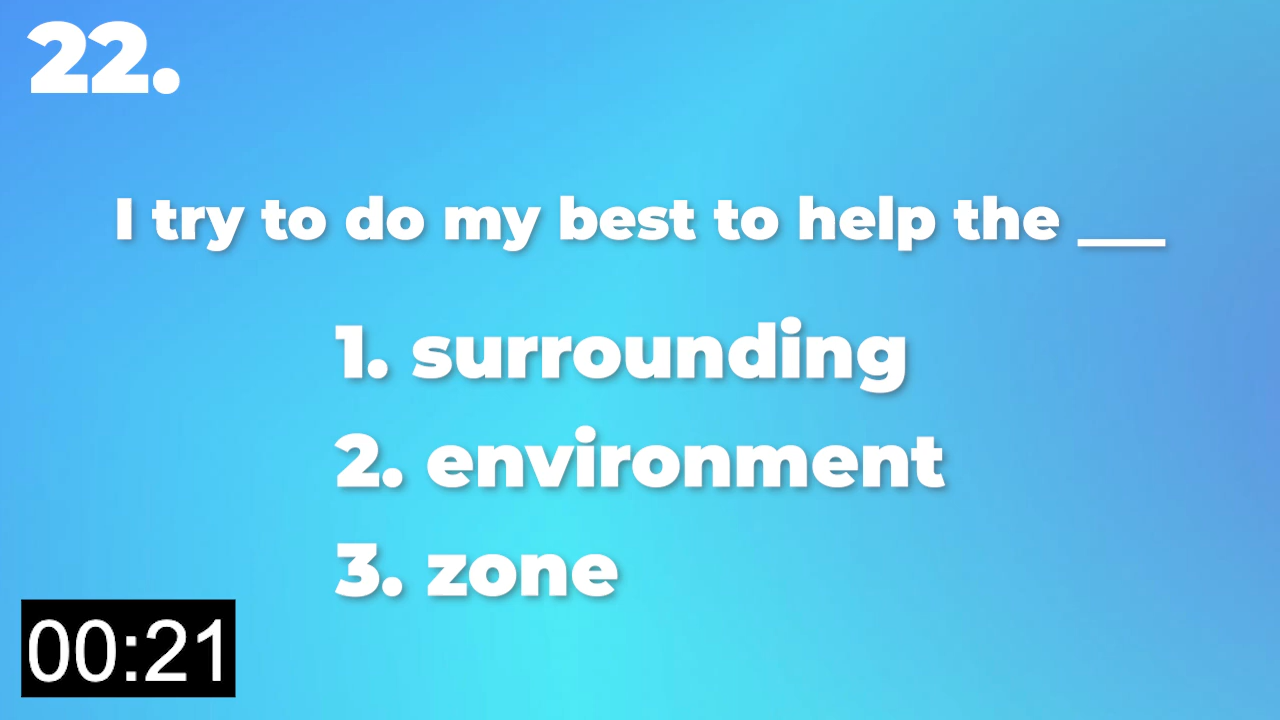 22.
I try to do my best to help the ___
1. surrounding
2. environment
3. zone
00:21